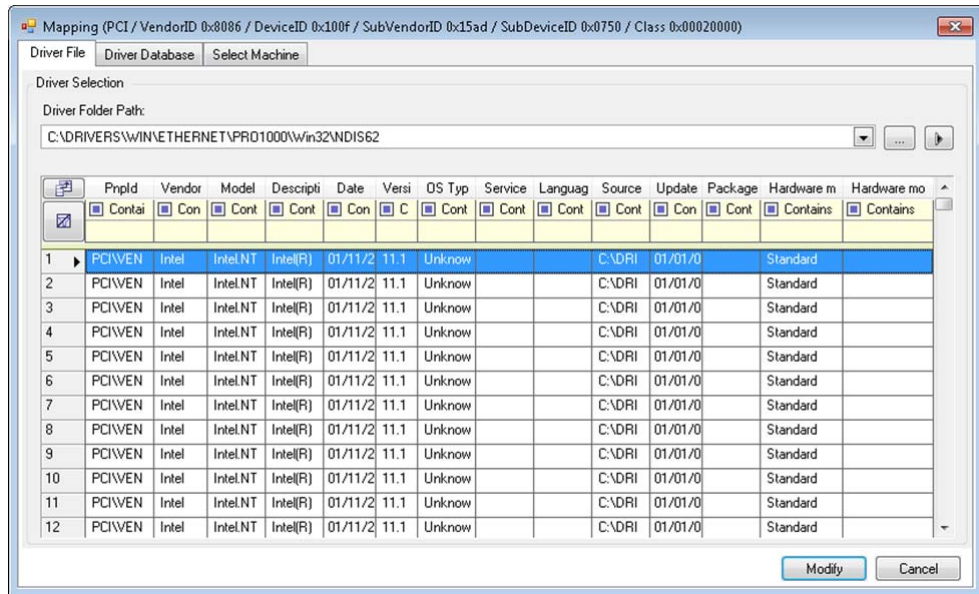 Mapping (PCI / VendorID 0x8086 / DeviceID 0x100f / SubVendorID 0x15ad / SubDeviceID 0x0750 / Class 0x00020000)
Driver File Driver Database Select Machine
Driver Selection
Driver Folder Path:
C:\DRIVERS\WIN\ETHERNET\PRO1000\Win32\NDIS62 ...
PnpId Vendor Model Descripti Date Versi OS Typ Service Languag Source Update Package Hardware m Hardware mo
Contai Con Cont Cont Con C Cont Cont Cont Cont Con Cont Contains Contains
1 PCI\VEN Intel Intel.NT Intel(R) 01/11/2 11.1 Unknow C:\DRI 01/01/0 Standard
2 PCI\VEN Intel Intel.NT Intel(R) 01/11/2 11.1 Unknow C:\DRI 01/01/0 Standard
3 PCI\VEN Intel Intel.NT Intel(R) 01/11/2 11.1 Unknow C:\DRI 01/01/0 Standard
4 PCI\VEN Intel Intel.NT Intel(R) 01/11/2 11.1 Unknow C:\DRI 01/01/0 Standard
5 PCI\VEN Intel Intel.NT Intel(R) 01/11/2 11.1 Unknow C:\DRI 01/01/0 Standard
6 PCI\VEN Intel Intel.NT Intel(R) 01/11/2 11.1 Unknow C:\DRI 01/01/0 Standard
7 PCI\VEN Intel Intel.NT Intel(R) 01/11/2 11.1 Unknow C:\DRI 01/01/0 Standard
8 PCI\VEN Intel Intel.NT Intel(R) 01/11/2 11.1 Unknow C:\DRI 01/01/0 Standard
9 PCI\VEN Intel Intel.NT Intel(R) 01/11/2 11.1 Unknow C:\DRI 01/01/0 Standard
10 PCI\VEN Intel Intel.NT Intel(R) 01/11/2 11.1 Unknow C:\DRI 01/01/0 Standard
11 PCI\VEN Intel Intel.NT Intel(R) 01/11/2 11.1 Unknow C:\DRI 01/01/0 Standard
12 PCI\VEN Intel Intel.NT Intel(R) 01/11/2 11.1 Unknow C:\DRI 01/01/0 Standard
Modify Cancel